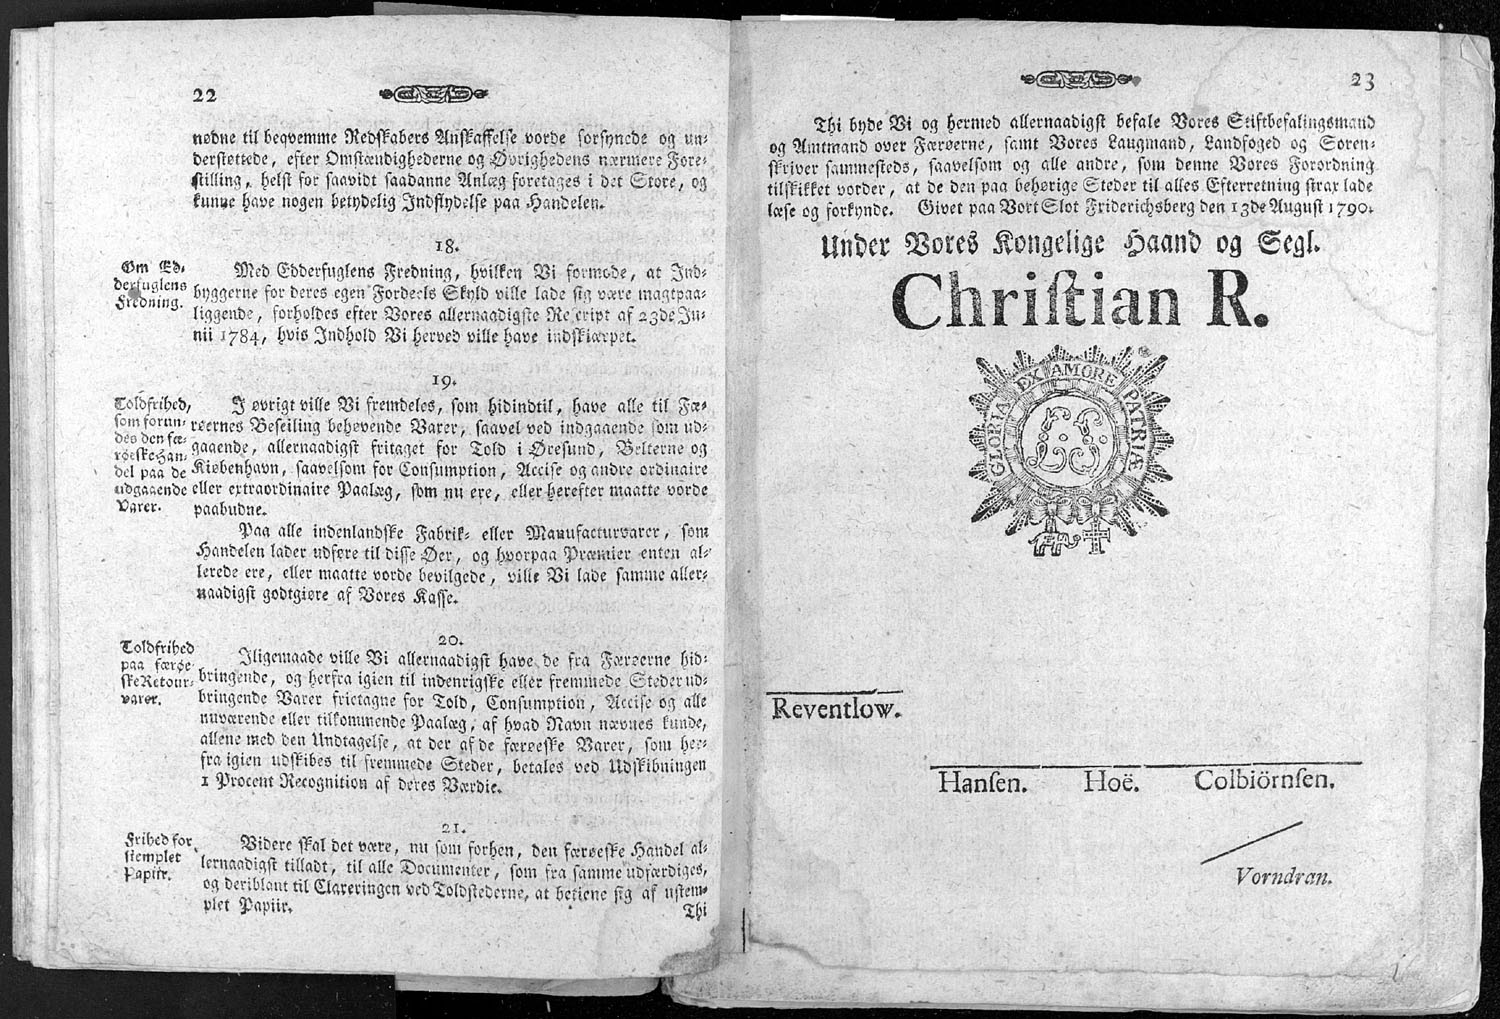 22
nødne til beqvemme Redskabers Anskaffelse vorde forsynede og un-
derstøttede, efter Omstændighederne og Øvrighedens nærmere Fore-
stilling, helst for saavidt saadanne Anlæg foretages i det Store, og
kunne have nogen betydelig Indflydelse paa Handelen.
18.
Om Ed-
derfuglens
Fredning.
Med Edderfuglens Fredning, hvilken Vi formode, at Ind-
byggerne for deres egen Fordeels Skyld ville lade sig være magtpaa-
liggende, forholdes efter Vores allernaadigste Rescript af 23de Ju-
nii 1784, hvis Indhold Vi herved ville have indskiærpet.
19.
Toldfrihed,
som forun-
des den fæ-
røeske Han-
del paa de
udgaaende
Varer.
I øvrigt ville Vi fremdeles, som hidindtil, have alle til Fæ-
røernes Beseiling behøvende Varer, saavel ved indgaaende som ud-
gaaende, allernaadigst fritaget for Told i Øresund, Belterne og
Kiøbenhavn, saavelsom for Consumption, Accise og andre ordinaire
eller extraordinaire Paalæg, som nu ere, eller herefter maatte vorde
paabudne.
Paa alle indenlandske Fabrik- eller Manufacturvarer, som
Handelen lader udføre til disse Øer, og hvorpaa Præmier enten al-
lerede ere, eller maatte vorde bevilgede, ville Vi lade samme aller-
naadigst godtgiøre af Vores Kasse.
20.
Toldfrihed
paa færøe-
ske Retour-
varer.
Iligemaade ville Vi allernaadigst have de fra Færøerne hid-
bringende, og herfra igien til indenrigske eller fremmede Steder ud-
bringende Varer frietagne for Told, Consumption, Accise og alle
nuværende eller tilkommende Paalæg, af hvad Navn nævnes kunde,
allene med den Undtagelse, at der af de færøeske Varer, som her-
fra igien udskibes til fremmede Steder, betales ved Udskibningen
1 Procent Recognition af deres Værdie.
21.
Frihed for
stemplet
Papiir.
Videre skal det være, nu som forhen, den færøeske Handel al-
lernaadigst tilladt, til alle Documenter, som fra samme udfærdiges,
og deriblant til Clareringen ved Toldstederne, at betiene sig af ustem-
plet Papiir.
Thi
23
Thi byde Vi og hermed allernaadigst befale Vores Stiftbefalingsmand
og Amtmand over Færøerne, samt Vores Laugmand, Landfoged og Soren-
skriver sammesteds, saavelsom og alle andre, som denne Vores Forordning
tilskikket vorder, at de den paa behørige Steder til alles Efterretning strax lade
læse og forkynde. Givet paa Vort Slot Friderichsberg den 13de August 1790.
Under Vores Kongelige Haand og Segl.
Chriſtian R.
GLORIA EX AMORE PATRIÆ
Reventlow.
Hanſen. Hoë. Colbiörnſen.
Vorndran.